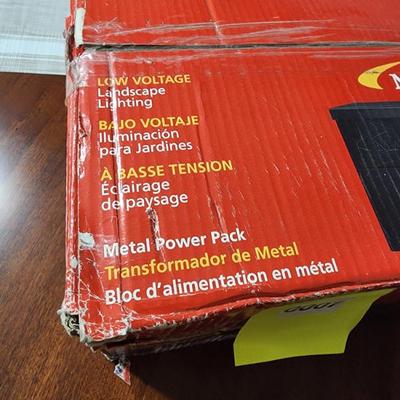 LOW VOLTAGE
Landscape
Lighting
BAJO VOLTAJE
Iluminación
para Jardines
À BASSE TENSION
Éclairage
de paysage
Metal Power Pack
Transformador de Metal
Bloc d'alimentation en métal